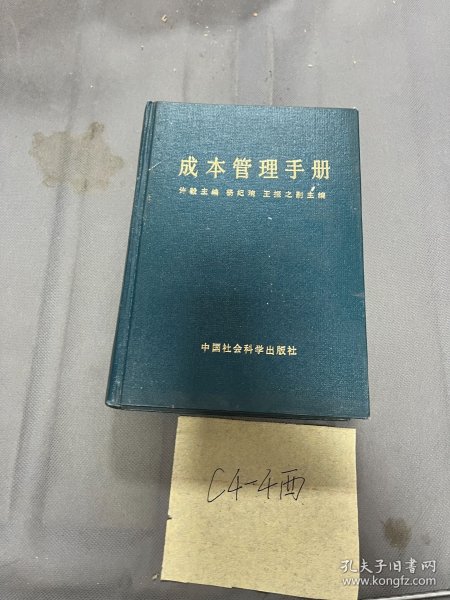 成本管理手册
许毅主编 杨纪琬 王振之副主编
中国社会科学出版社
C4-4西
孔夫子旧书网
www.kongfz.com